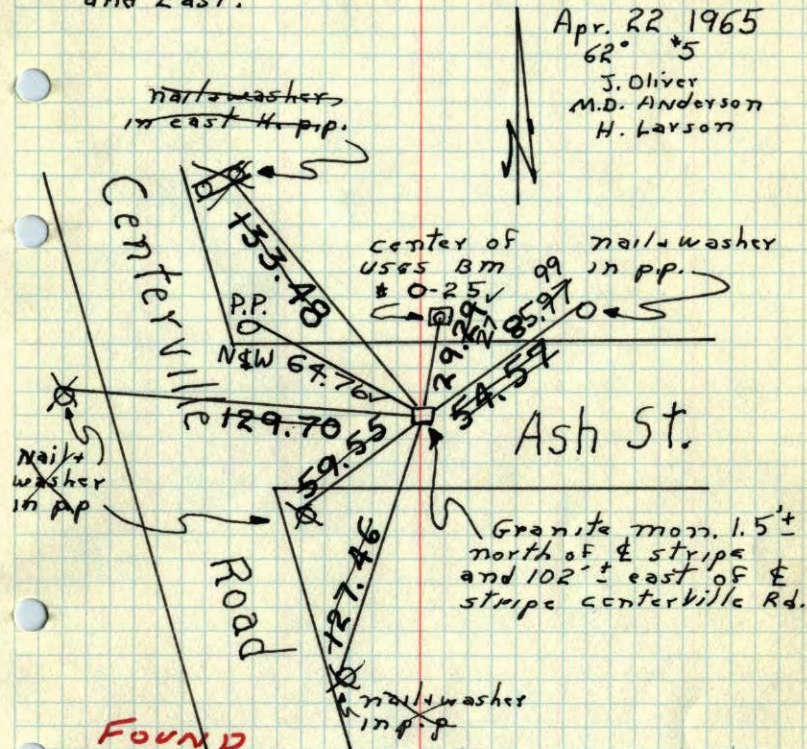 and East.
Apr. 22 1965
62° #5
J. Oliver
M.D. Anderson
H. Larson
nail & washer
in east H. p.p.
Centerville
133.48
center of
USGS BM
# 0-25✓
nail & washer
in p.p.
99
85.97
29.29
27
54.57
P.P.
N&W 64.76✓
129.70
59.55
Ash St.
Nail &
washer
in pp
Granite mon. 1.5'±
north of ℄ stripe
and 102'± east of ℄
stripe Centerville Rd.
Road
127.46
nail & washer
in p.p
FOUND